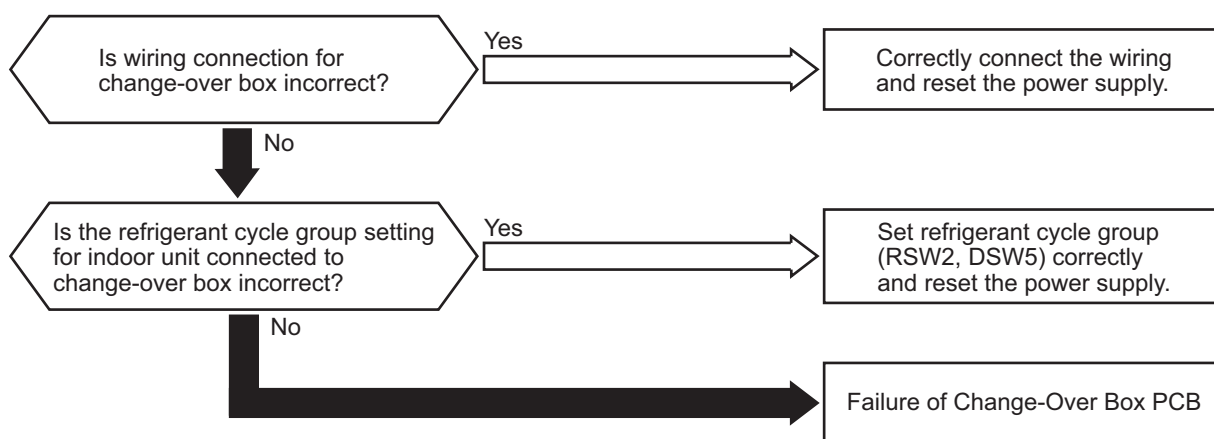 Is wiring connection for
change-over box incorrect?
Yes
Correctly connect the wiring
and reset the power supply.
No
Is the refrigerant cycle group setting
for indoor unit connected to
change-over box incorrect?
Yes
Set refrigerant cycle group
(RSW2, DSW5) correctly
and reset the power supply.
No
Failure of Change-Over Box PCB